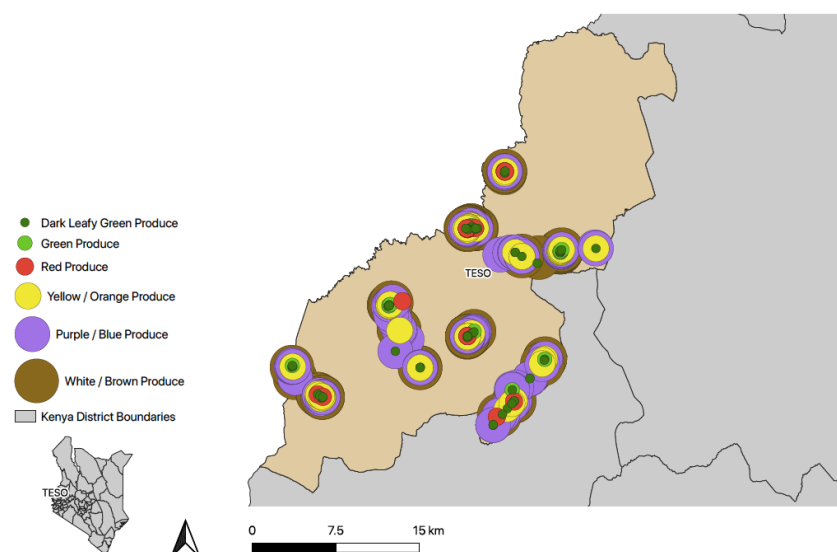 TESO
Dark Leafy Green Produce
Green Produce
Red Produce
Yellow / Orange Produce
Purple / Blue Produce
White / Brown Produce
Kenya District Boundaries
TESO
0 7.5 15 km